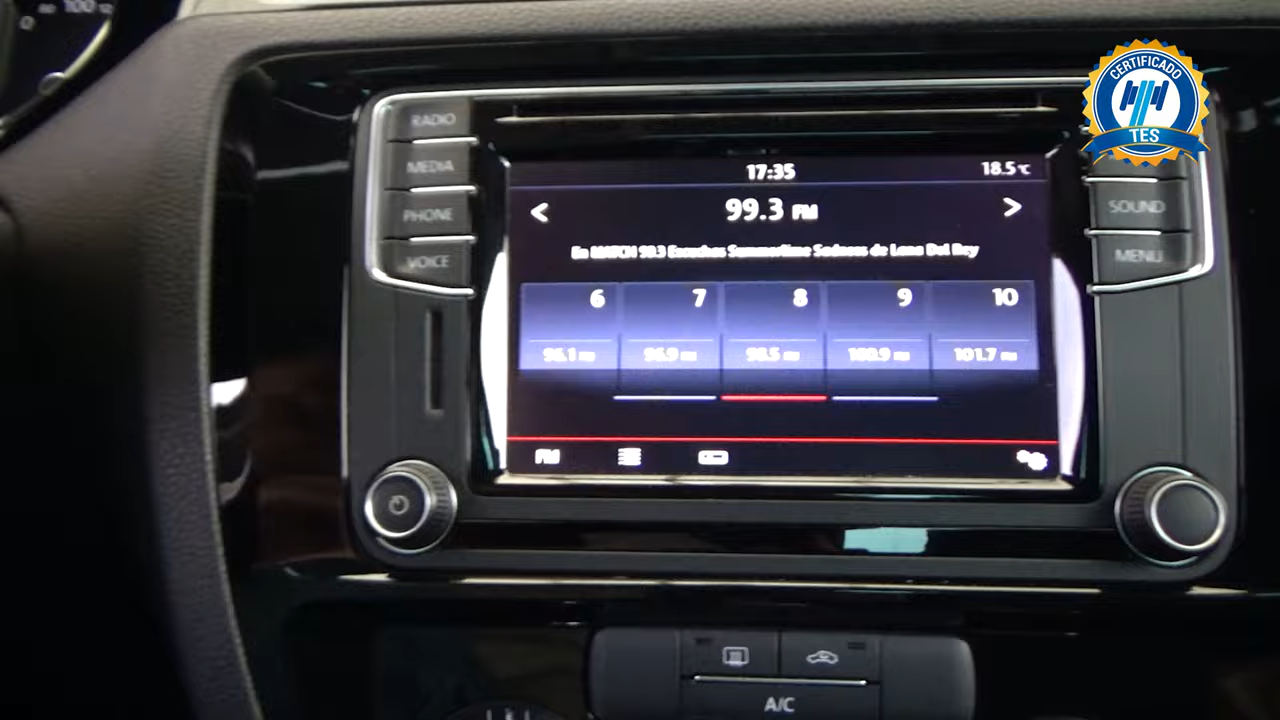 100
CERTIFICADO
TES
RADIO
MEDIA
PHONE
VOICE
SOUND
MENU
17:35
18.5°C
99.3 FM
En MATCH 99.3 Escuchas Summertime Sadness de Lana Del Rey
6 7 8 9 10
96.1 FM 96.9 FM 98.5 FM 100.9 FM 101.7 FM
FM
A/C